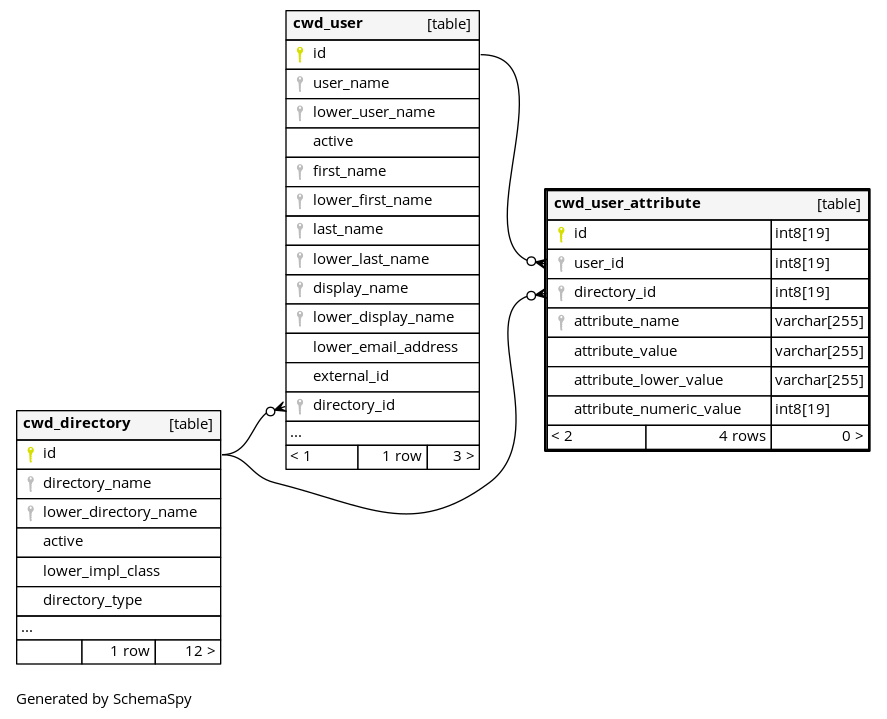 cwd_user [table]
id
user_name
lower_user_name
active
first_name
lower_first_name
last_name
lower_last_name
display_name
lower_display_name
lower_email_address
external_id
directory_id
...
< 1 1 row 3 >
cwd_user_attribute [table]
id int8[19]
user_id int8[19]
directory_id int8[19]
attribute_name varchar[255]
attribute_value varchar[255]
attribute_lower_value varchar[255]
attribute_numeric_value int8[19]
< 2 4 rows 0 >
cwd_directory [table]
id
directory_name
lower_directory_name
active
lower_impl_class
directory_type
...
1 row 12 >
Generated by SchemaSpy